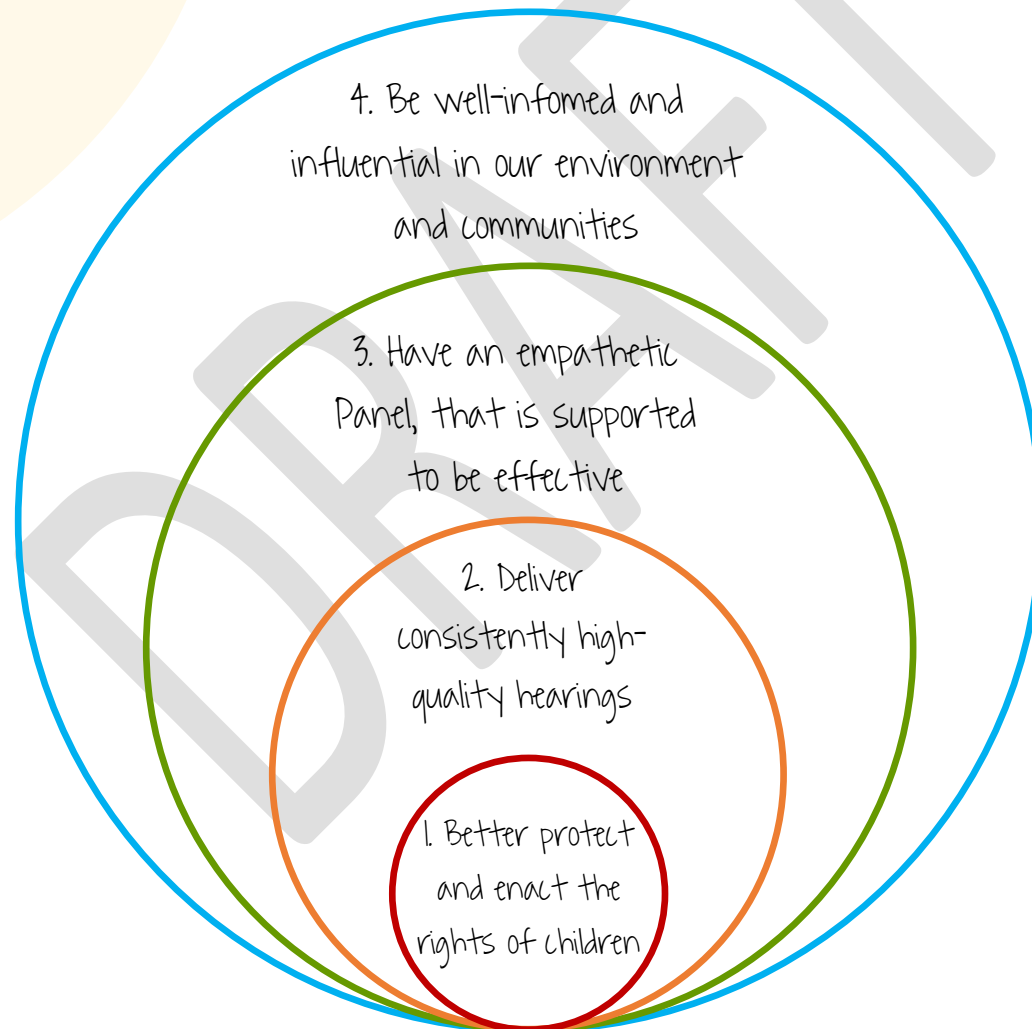 4. Be well-infomed and
influential in our environment
and communities
3. Have an empathetic
Panel, that is supported
to be effective
2. Deliver
consistently high-
quality hearings
1. Better protect
and enact the
rights of children
DRAFT